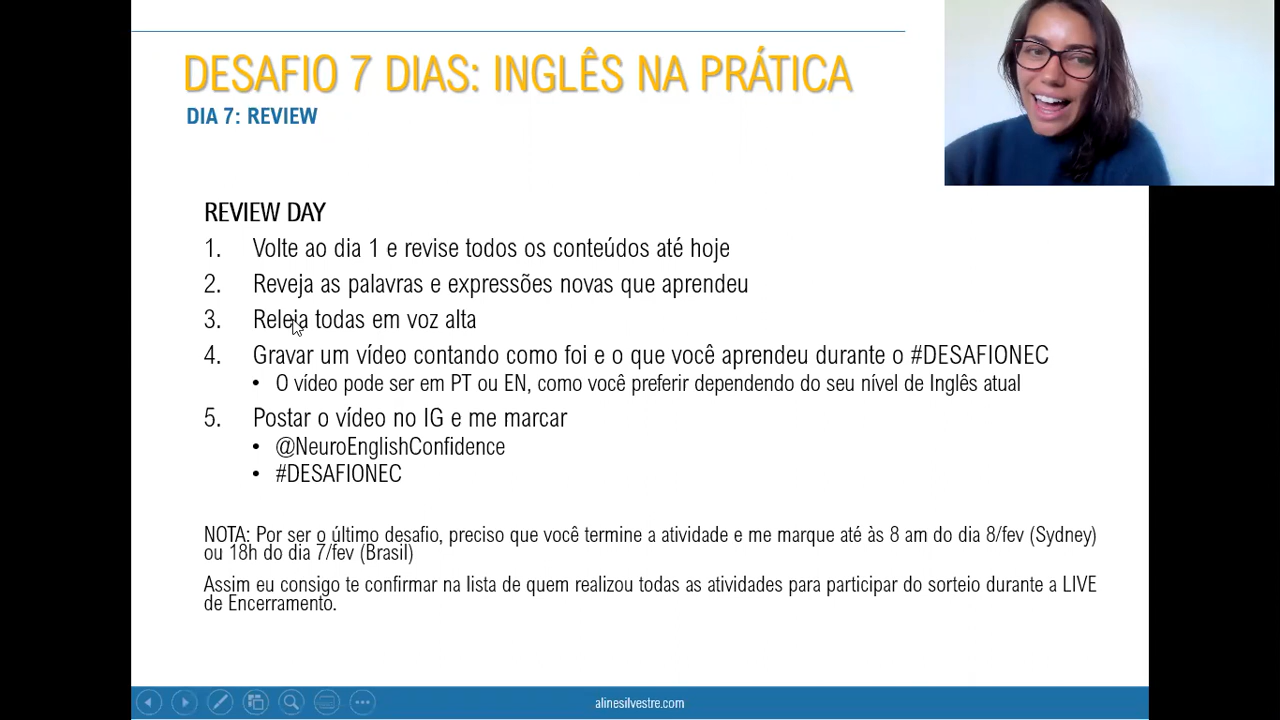 DESAFIO 7 DIAS: INGLÊS NA PRÁTICA
DIA 7: REVIEW
REVIEW DAY
1. Volte ao dia 1 e revise todos os conteúdos até hoje
2. Reveja as palavras e expressões novas que aprendeu
3. Releia todas em voz alta
4. Gravar um vídeo contando como foi e o que você aprendeu durante o #DESAFIONEC
• O vídeo pode ser em PT ou EN, como você preferir dependendo do seu nível de Inglês atual
5. Postar o vídeo no IG e me marcar
• @NeuroEnglishConfidence
• #DESAFIONEC
NOTA: Por ser o último desafio, preciso que você termine a atividade e me marque até às 8 am do dia 8/fev (Sydney)
ou 18h do dia 7/fev (Brasil)
Assim eu consigo te confirmar na lista de quem realizou todas as atividades para participar do sorteio durante a LIVE
de Encerramento.
alinesilvestre.com